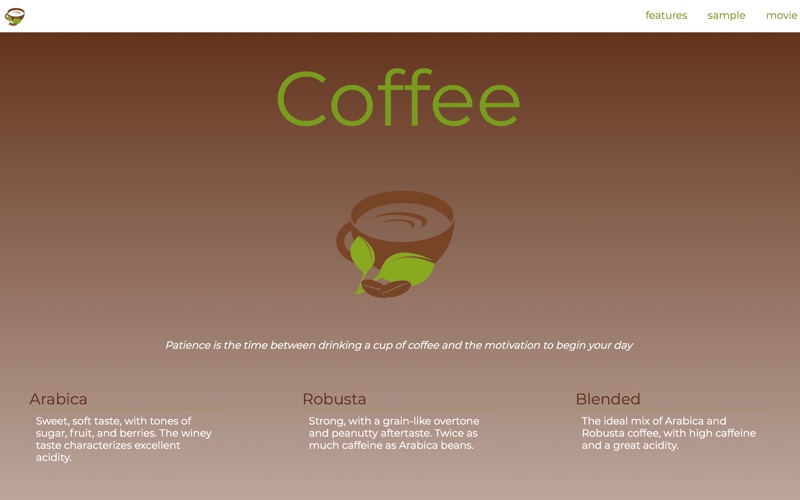 features sample movie
Coffee
Patience is the time between drinking a cup of coffee and the motivation to begin your day
Arabica
Sweet, soft taste, with tones of
sugar, fruit, and berries. The winey
taste characterizes excellent
acidity.
Robusta
Strong, with a grain-like overtone
and peanutty aftertaste. Twice as
much caffeine as Arabica beans.
Blended
The ideal mix of Arabica and
Robusta coffee, with high caffeine
and a great acidity.